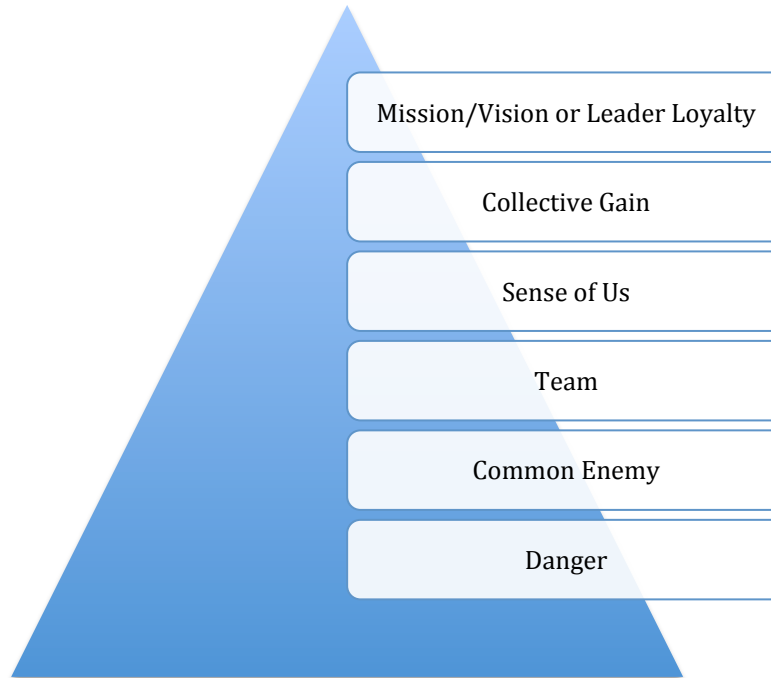 Mission/Vision or Leader Loyalty
Collective Gain
Sense of Us
Team
Common Enemy
Danger